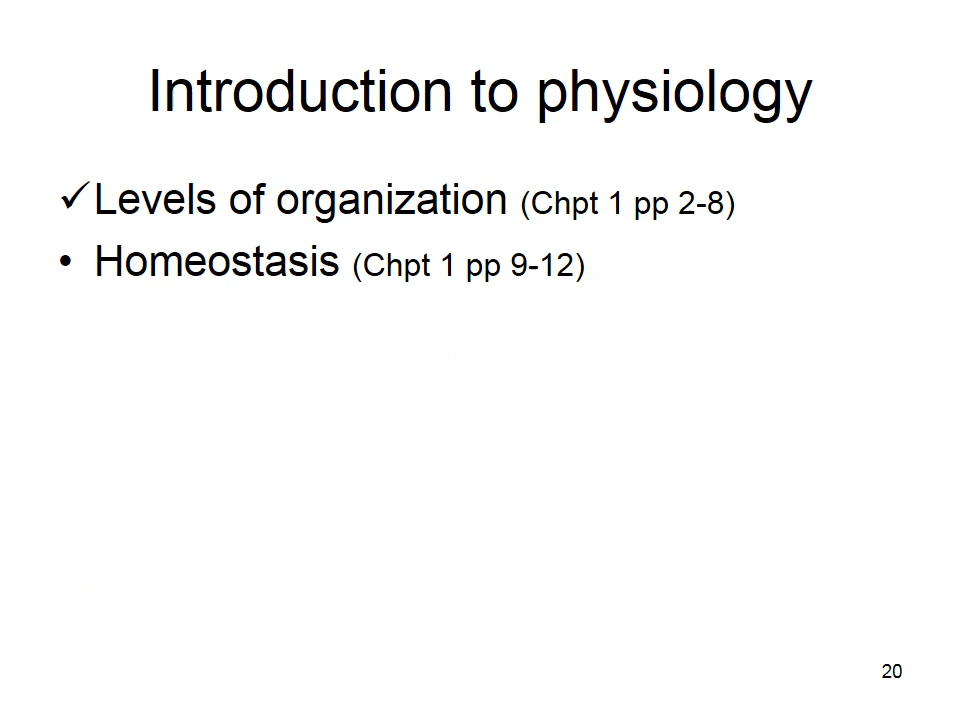 Introduction to physiology
✓Levels of organization (Chpt 1 pp 2-8)
• Homeostasis (Chpt 1 pp 9-12)
20